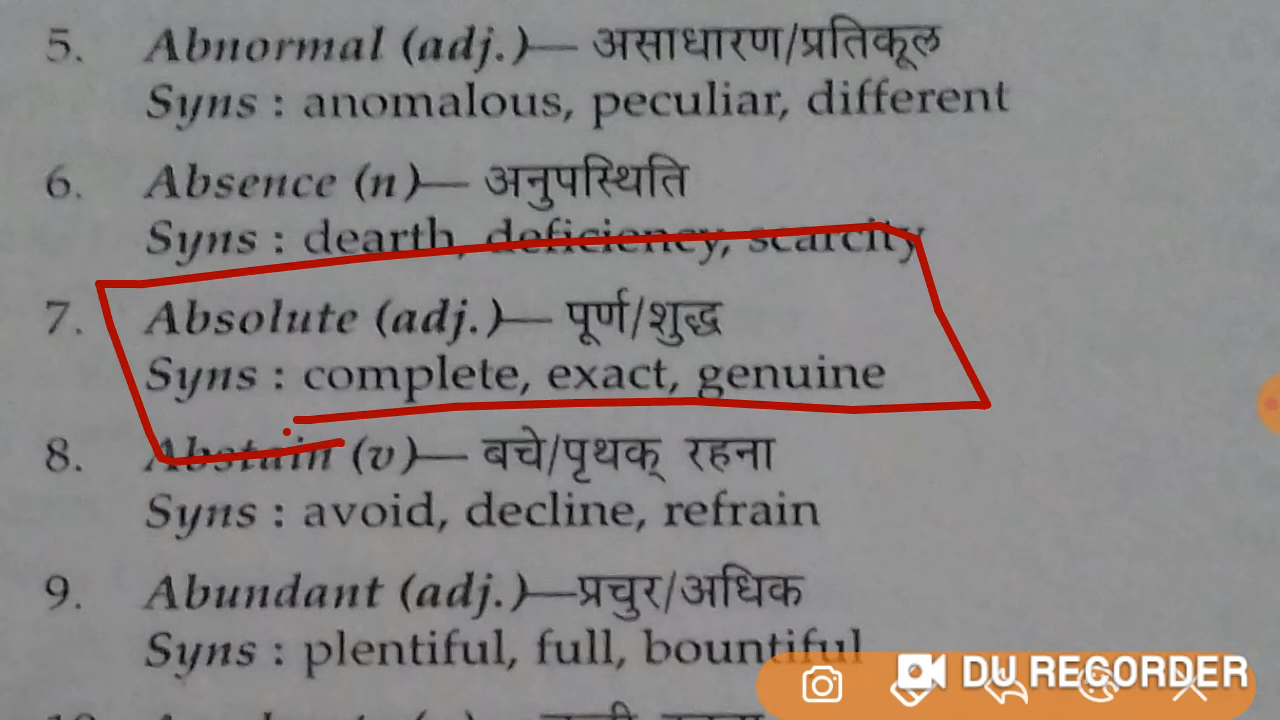 5. Abnormal (adj.)— असाधारण/प्रतिकूल
Syns : anomalous, peculiar, different
6. Absence (n)— अनुपस्थिति
Syns : dearth, deficiency, scarcity
7. Absolute (adj.)— पूर्ण/शुद्ध
Syns : complete, exact, genuine
8. Abstain (v)— बचे/पृथक् रहना
Syns : avoid, decline, refrain
9. Abundant (adj.)—प्रचुर/अधिक
Syns : plentiful, full, bountiful
DU RECORDER